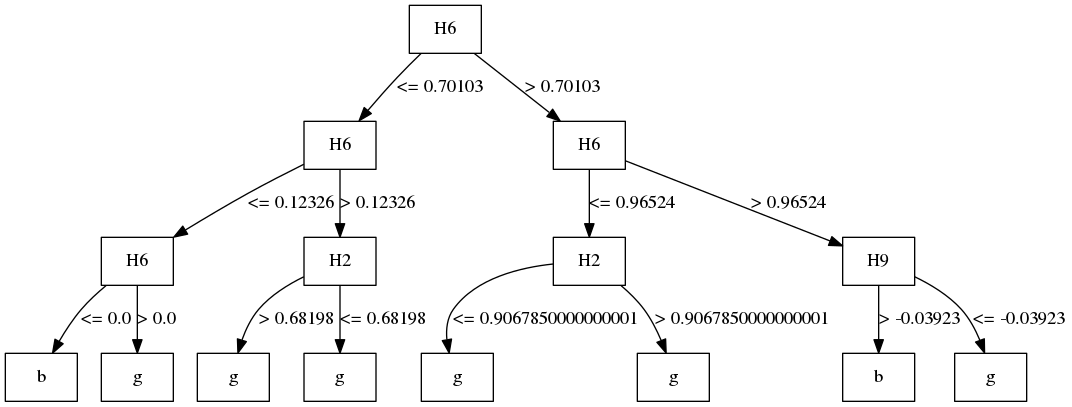 H6
<= 0.70103
> 0.70103
H6
H6
<= 0.12326
> 0.12326
<= 0.96524
> 0.96524
H6
H2
H2
H9
<= 0.0
> 0.0
> 0.68198
<= 0.68198
<= 0.9067850000000001
> 0.9067850000000001
> -0.03923
<= -0.03923
b
g
g
g
g
g
b
g